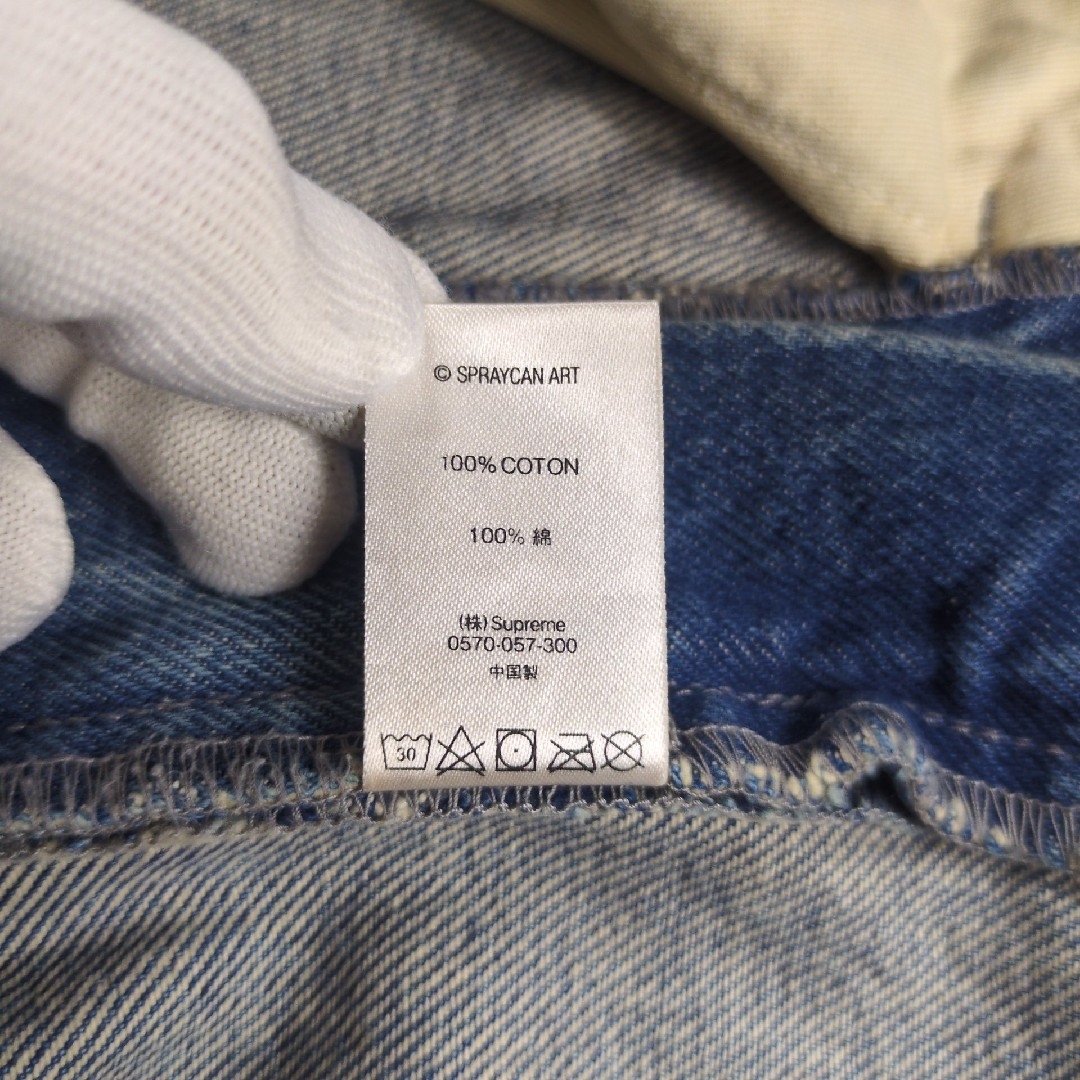 © SPRAYCAN ART
100% COTON
100% 綿
(株) Supreme
0570-057-300
中国製
30